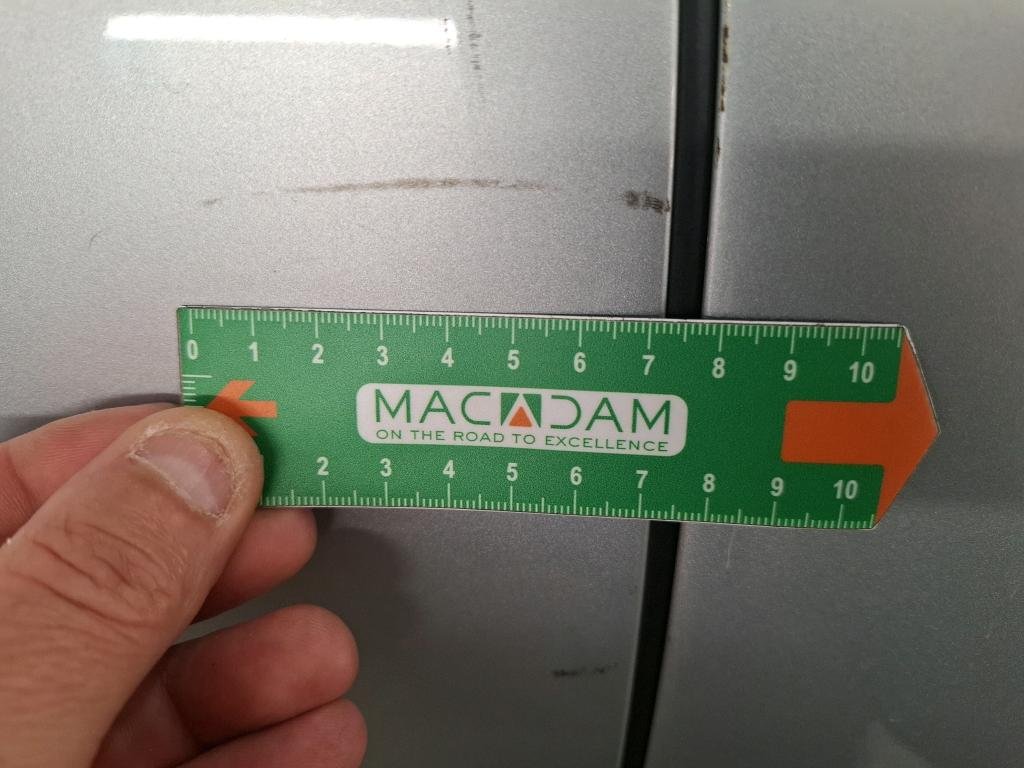 0 1 2 3 4 5 6 7 8 9 10
MACADAM
ON THE ROAD TO EXCELLENCE
2 3 4 5 6 7 8 9 10